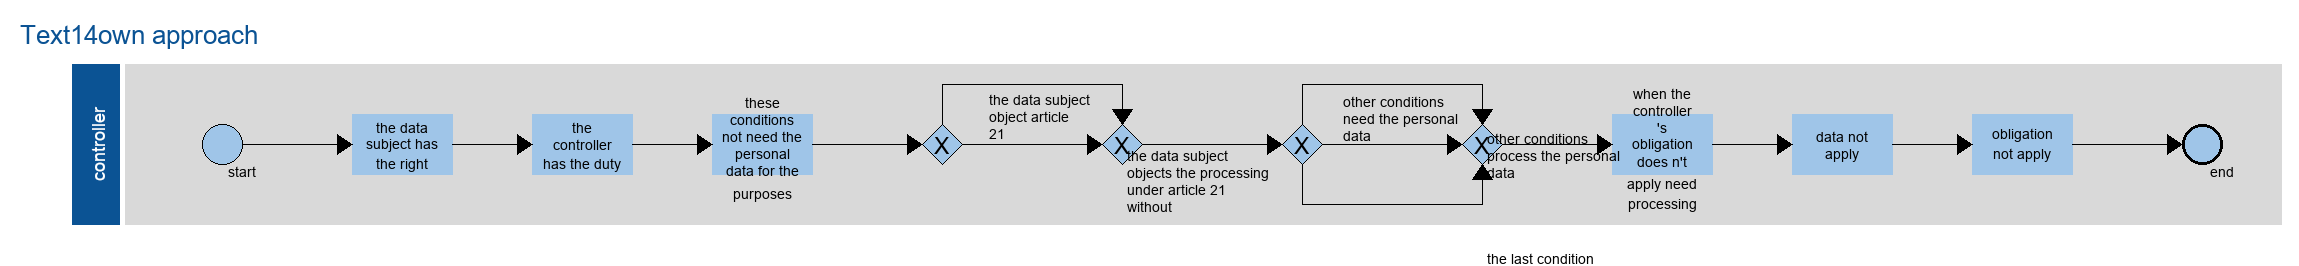 Text14own approach
controller
start
the data
subject has
the right
the
controller
has the duty
these
conditions
not need the
personal
data for the
purposes
X
the data subject
object article
21
X
the data subject
objects the processing
under article 21
without
X
other conditions
need the personal
data
X
other conditions
process the personal
data
the last condition
when the
controller
's
obligation
does n't
apply need
processing
data not
apply
obligation
not apply
end